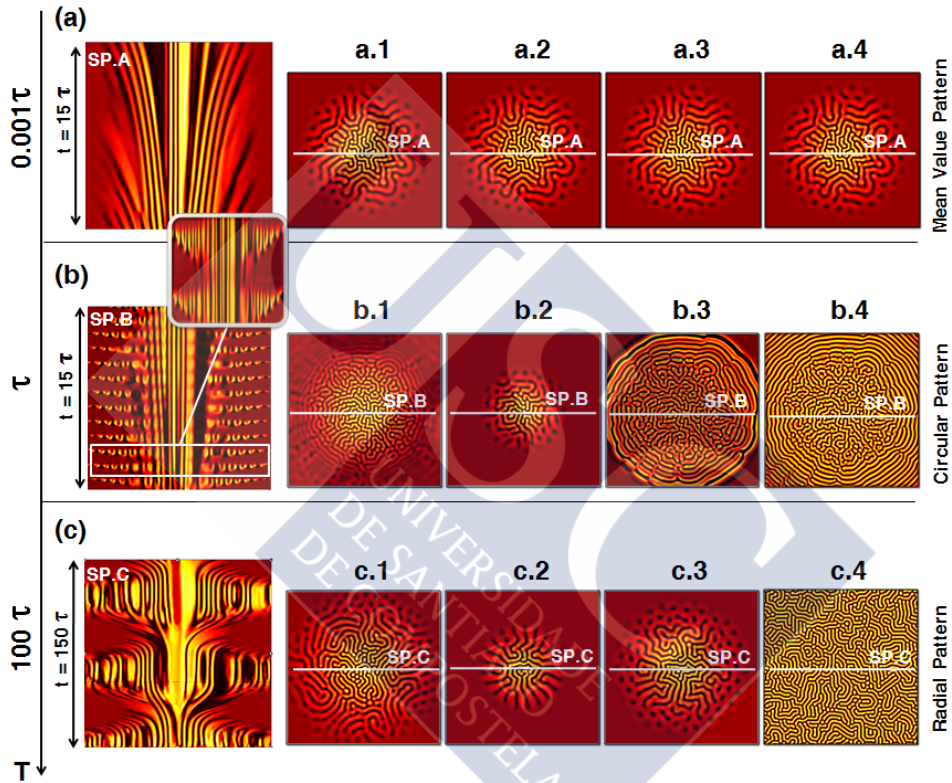 (a)
a.1 a.2 a.3 a.4
SP.A
t = 15 τ
0.001τ
SP.A SP.A SP.A SP.A
Mean Value Pattern
(b)
b.1 b.2 b.3 b.4
SP.B
t = 15 τ
τ
SP.B SP.B SP.B SP.B
Circular Pattern
(c)
c.1 c.2 c.3 c.4
SP.C
t = 150 τ
100 τ
SP.C SP.C SP.C SP.C
Radial Pattern
T
USC
UNIVERSIDADE
DE SANTIAGO
DE COMPOSTELA